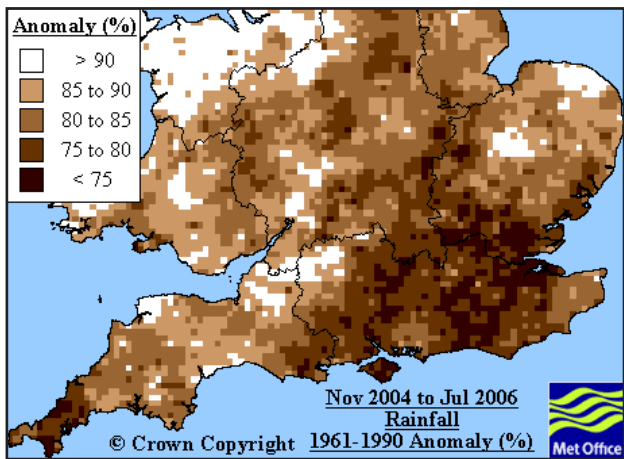 Anomaly (%)
> 90
85 to 90
80 to 85
75 to 80
< 75
Nov 2004 to Jul 2006
Rainfall
© Crown Copyright 1961-1990 Anomaly (%)
Met Office